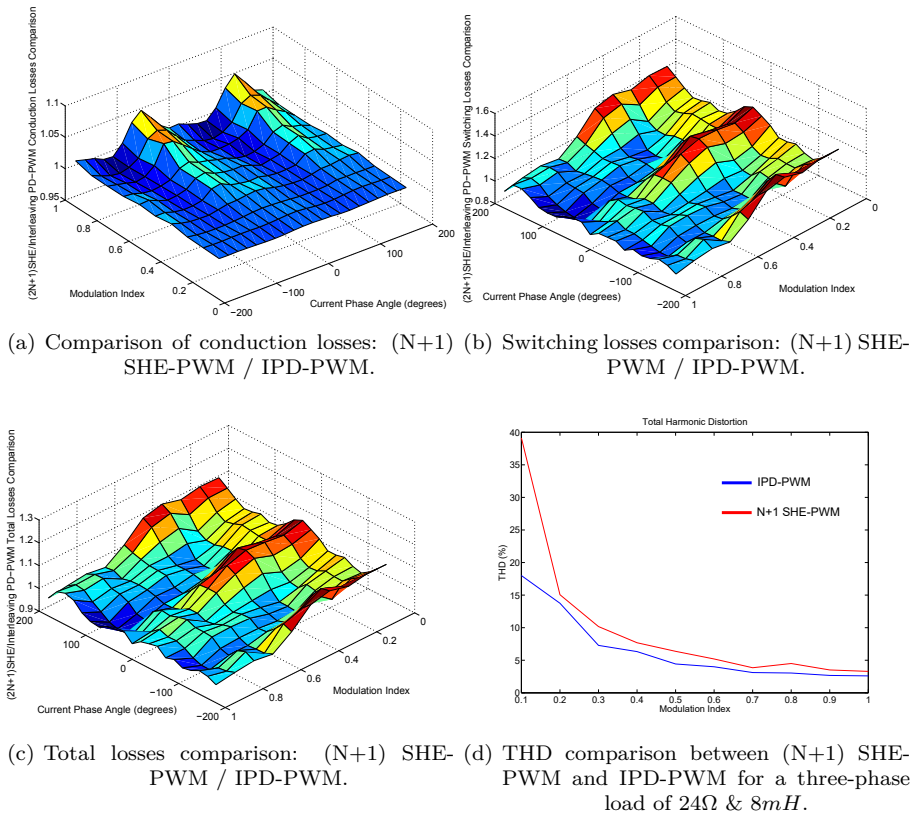 (2N+1)SHE/Interleaving PD−PWM Conduction Losses Comparison
1.1
1.05
1
0.95
1
0.8
0.6
0.4
0.2
0
Modulation Index
−200
−100
0
100
200
Current Phase Angle (degrees)
(2N+1)SHE/Interleaving PD−PWM Switching Losses Comparison
1.6
1.4
1.2
1
0.8
200
100
0
−100
−200
Current Phase Angle (degrees)
0
0.2
0.4
0.6
0.8
1
Modulation Index
(a) Comparison of conduction losses: (N+1)
SHE-PWM / IPD-PWM.
(b) Switching losses comparison: (N+1) SHE-
PWM / IPD-PWM.
(2N+1)SHE/Interleaving PD−PWM Total Losses Comparison
1.3
1.2
1.1
1
0.9
200
100
0
−100
−200
Current Phase Angle (degrees)
0
0.2
0.4
0.6
0.8
1
Modulation Index
Total Harmonic Distortion
THD (%)
40
35
30
25
20
15
10
5
0
0.1 0.2 0.3 0.4 0.5 0.6 0.7 0.8 0.9 1
Modulation Index
IPD-PWM
N+1 SHE-PWM
(c) Total losses comparison: (N+1) SHE-
PWM / IPD-PWM.
(d) THD comparison between (N+1) SHE-
PWM and IPD-PWM for a three-phase
load of 24Ω & 8mH.